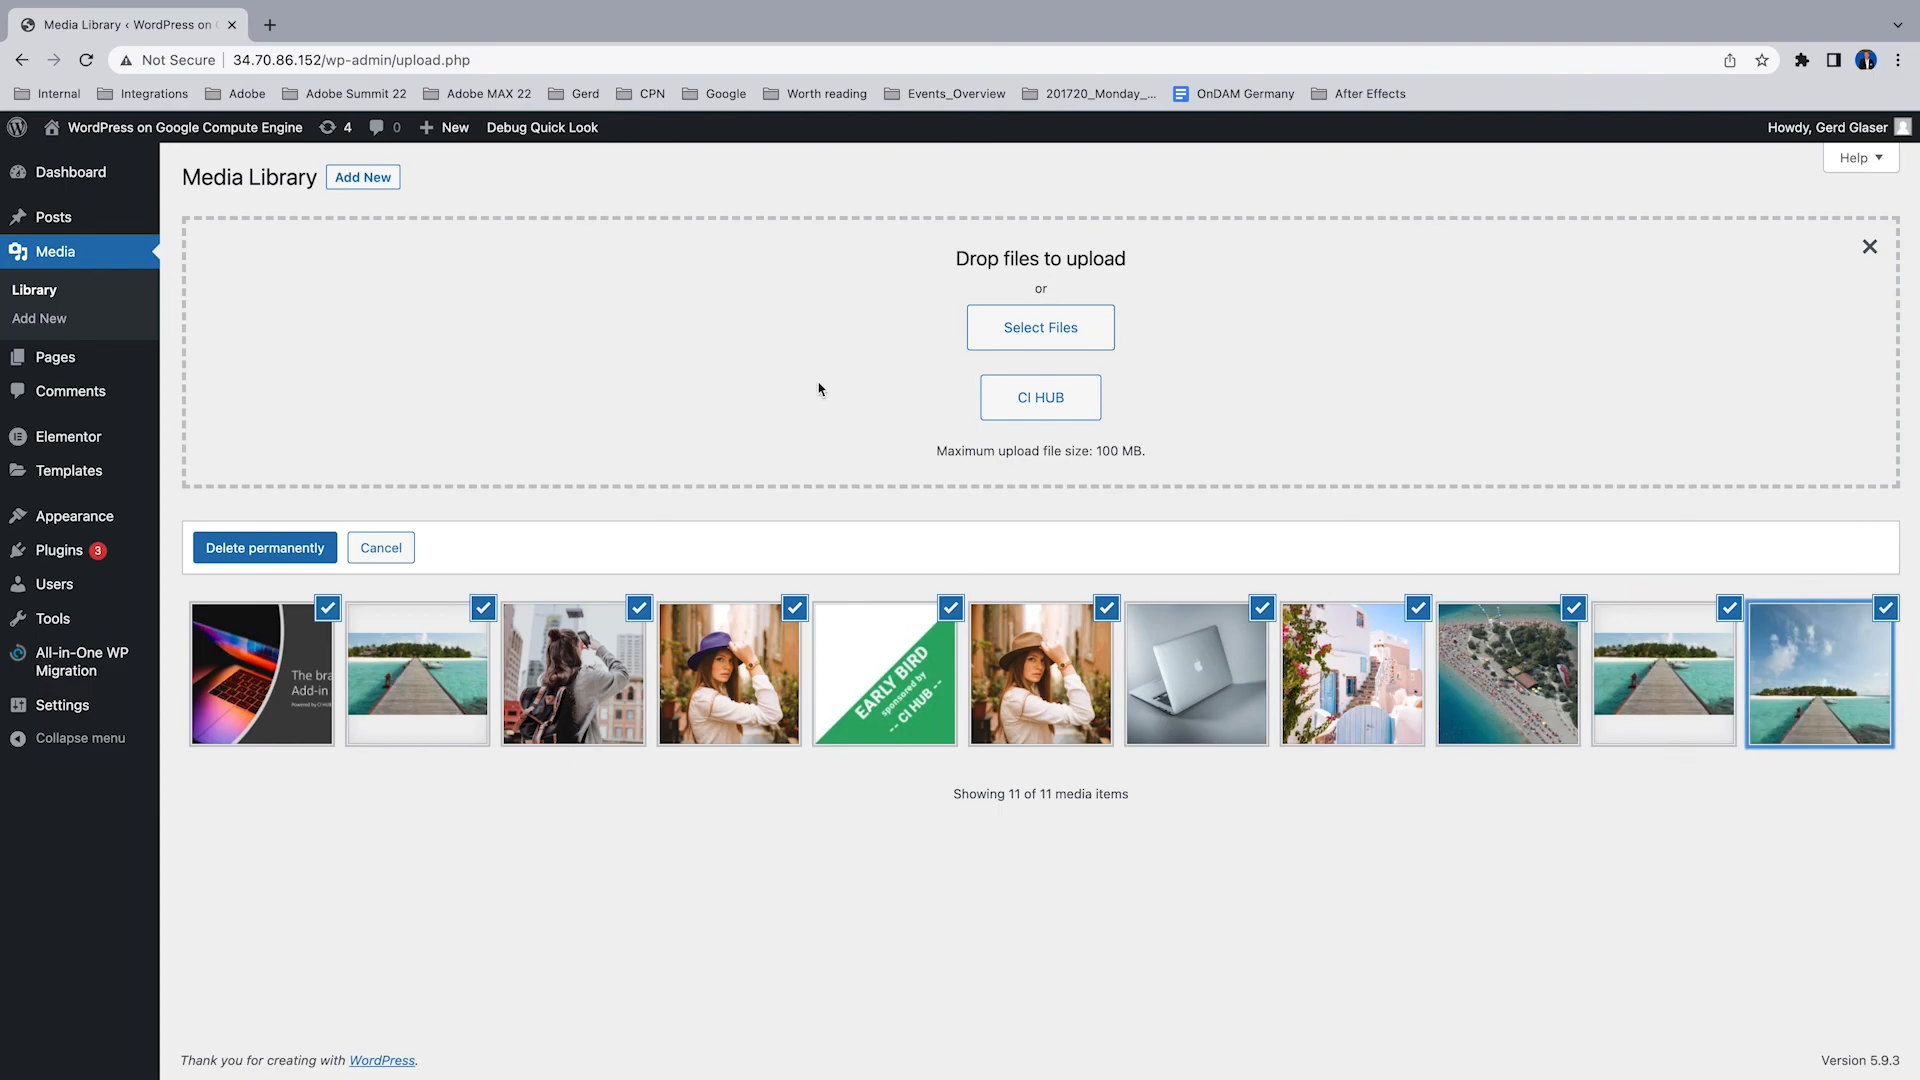 Media Library ‹ WordPress on
Not Secure
34.70.86.152/wp-admin/upload.php
Internal
Integrations
Adobe
Adobe Summit 22
Adobe MAX 22
Gerd
CPN
Google
Worth reading
Events_Overview
201720_Monday_...
OnDAM Germany
After Effects
WordPress on Google Compute Engine
4
0
New
Debug Quick Look
Howdy, Gerd Glaser
Dashboard
Posts
Media
Library
Add New
Pages
Comments
Elementor
Templates
Appearance
Plugins 3
Users
Tools
All-in-One WP
Migration
Settings
Collapse menu
Media Library
Add New
Help
Drop files to upload
or
Select Files
CI HUB
Maximum upload file size: 100 MB.
Delete permanently
Cancel
The bra
Add-in
Powered by CI HUB
EARLY BIRD
sponsored by
-- CI HUB --
Showing 11 of 11 media items
Thank you for creating with WordPress.
Version 5.9.3